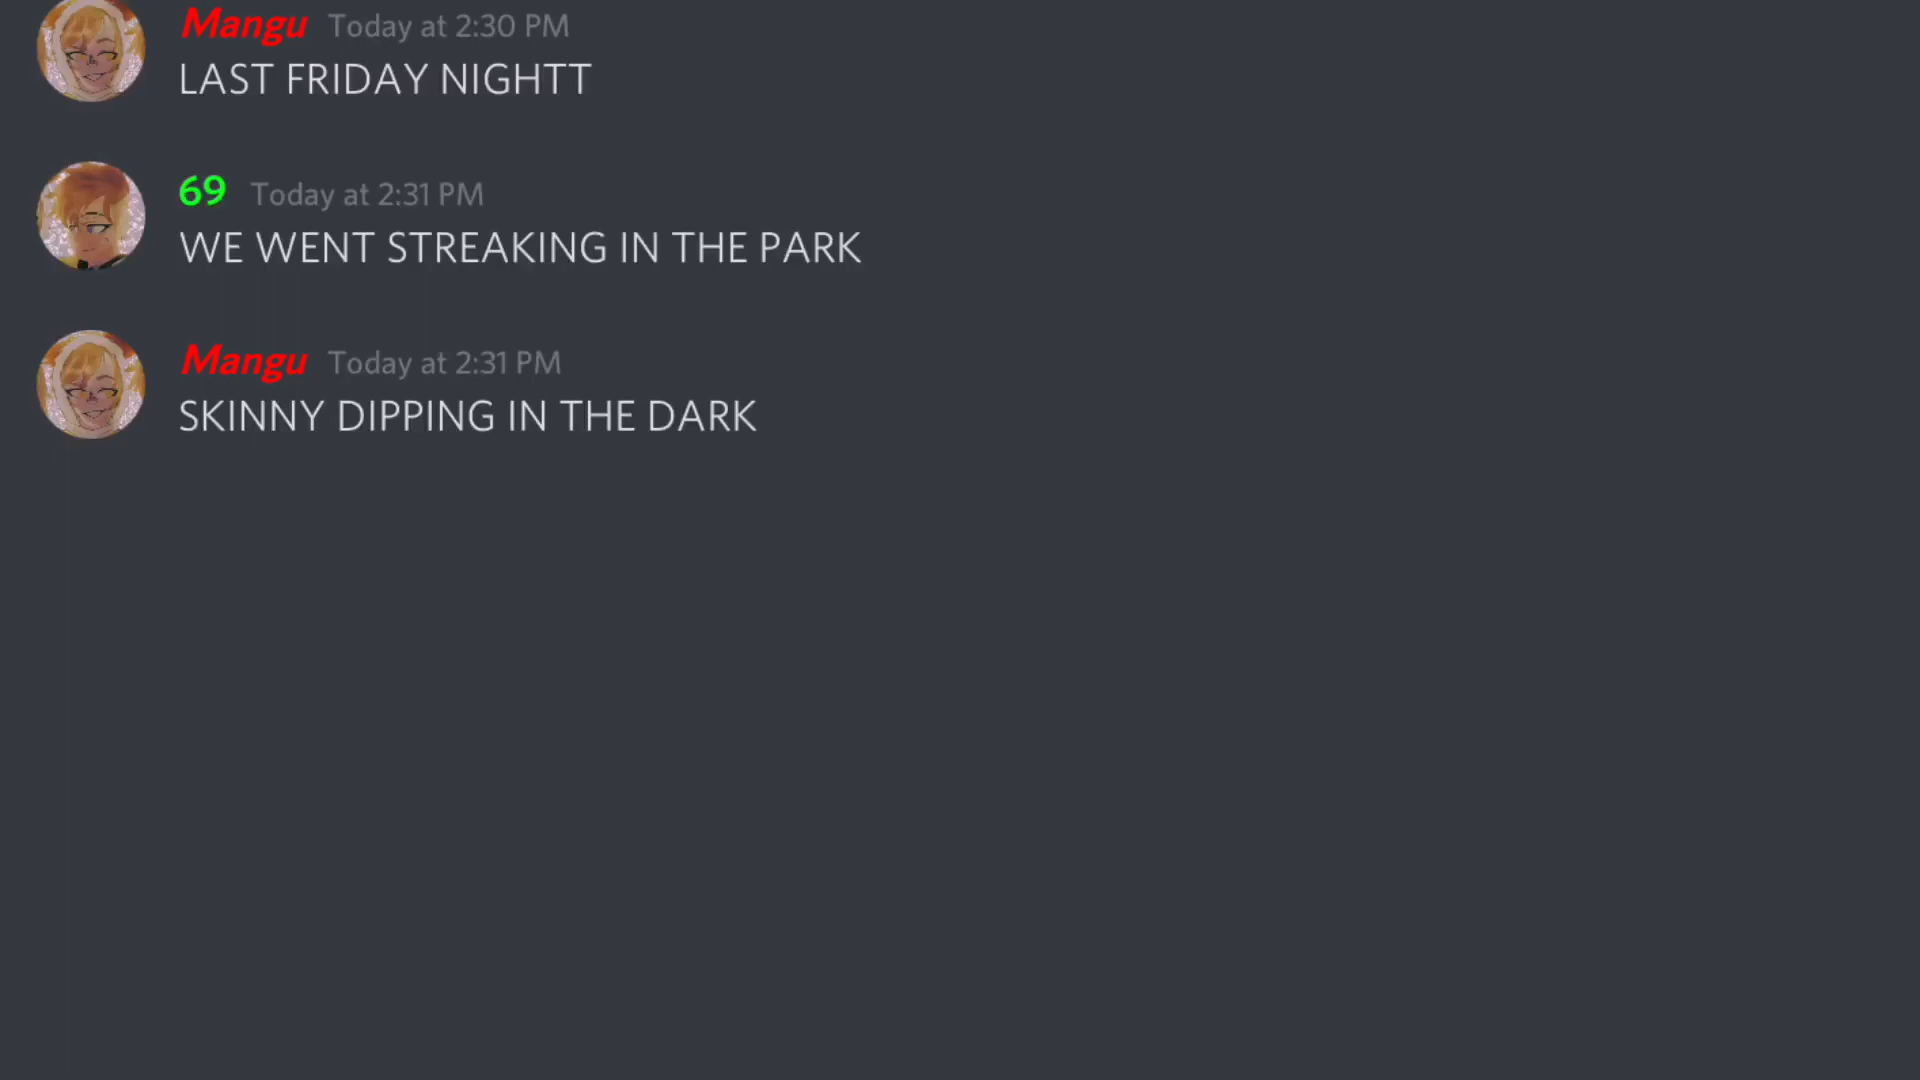 Mangu Today at 2:30 PM
LAST FRIDAY NIGHTT
69 Today at 2:31 PM
WE WENT STREAKING IN THE PARK
Mangu Today at 2:31 PM
SKINNY DIPPING IN THE DARK